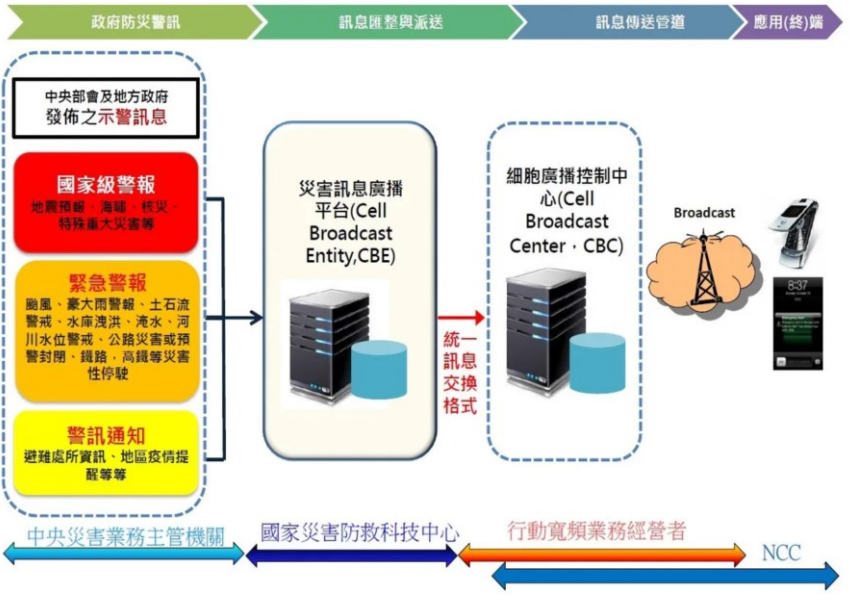 政府防災警訊
訊息匯整與派送
訊息傳送管道
應用(終)端
中央部會及地方政府
發佈之示警訊息
國家級警報
地震預報、海嘯、核災、
特殊重大災害等
緊急警報
颱風、豪大雨警報、土石流
警戒、水庫洩洪、淹水、河
川水位警戒、公路災害或預
警封閉、鐵路，高鐵等災害
性停駛
警訊通知
避難處所資訊、地區疫情提
醒等等
災害訊息廣播
平台(Cell
Broadcast
Entity,CBE)
統一
訊息
交換
格式
細胞廣播控制中
心(Cell
Broadcast
Center，CBC)
Broadcast
8:37
中央災害業務主管機關
國家災害防救科技中心
行動寬頻業務經營者
NCC